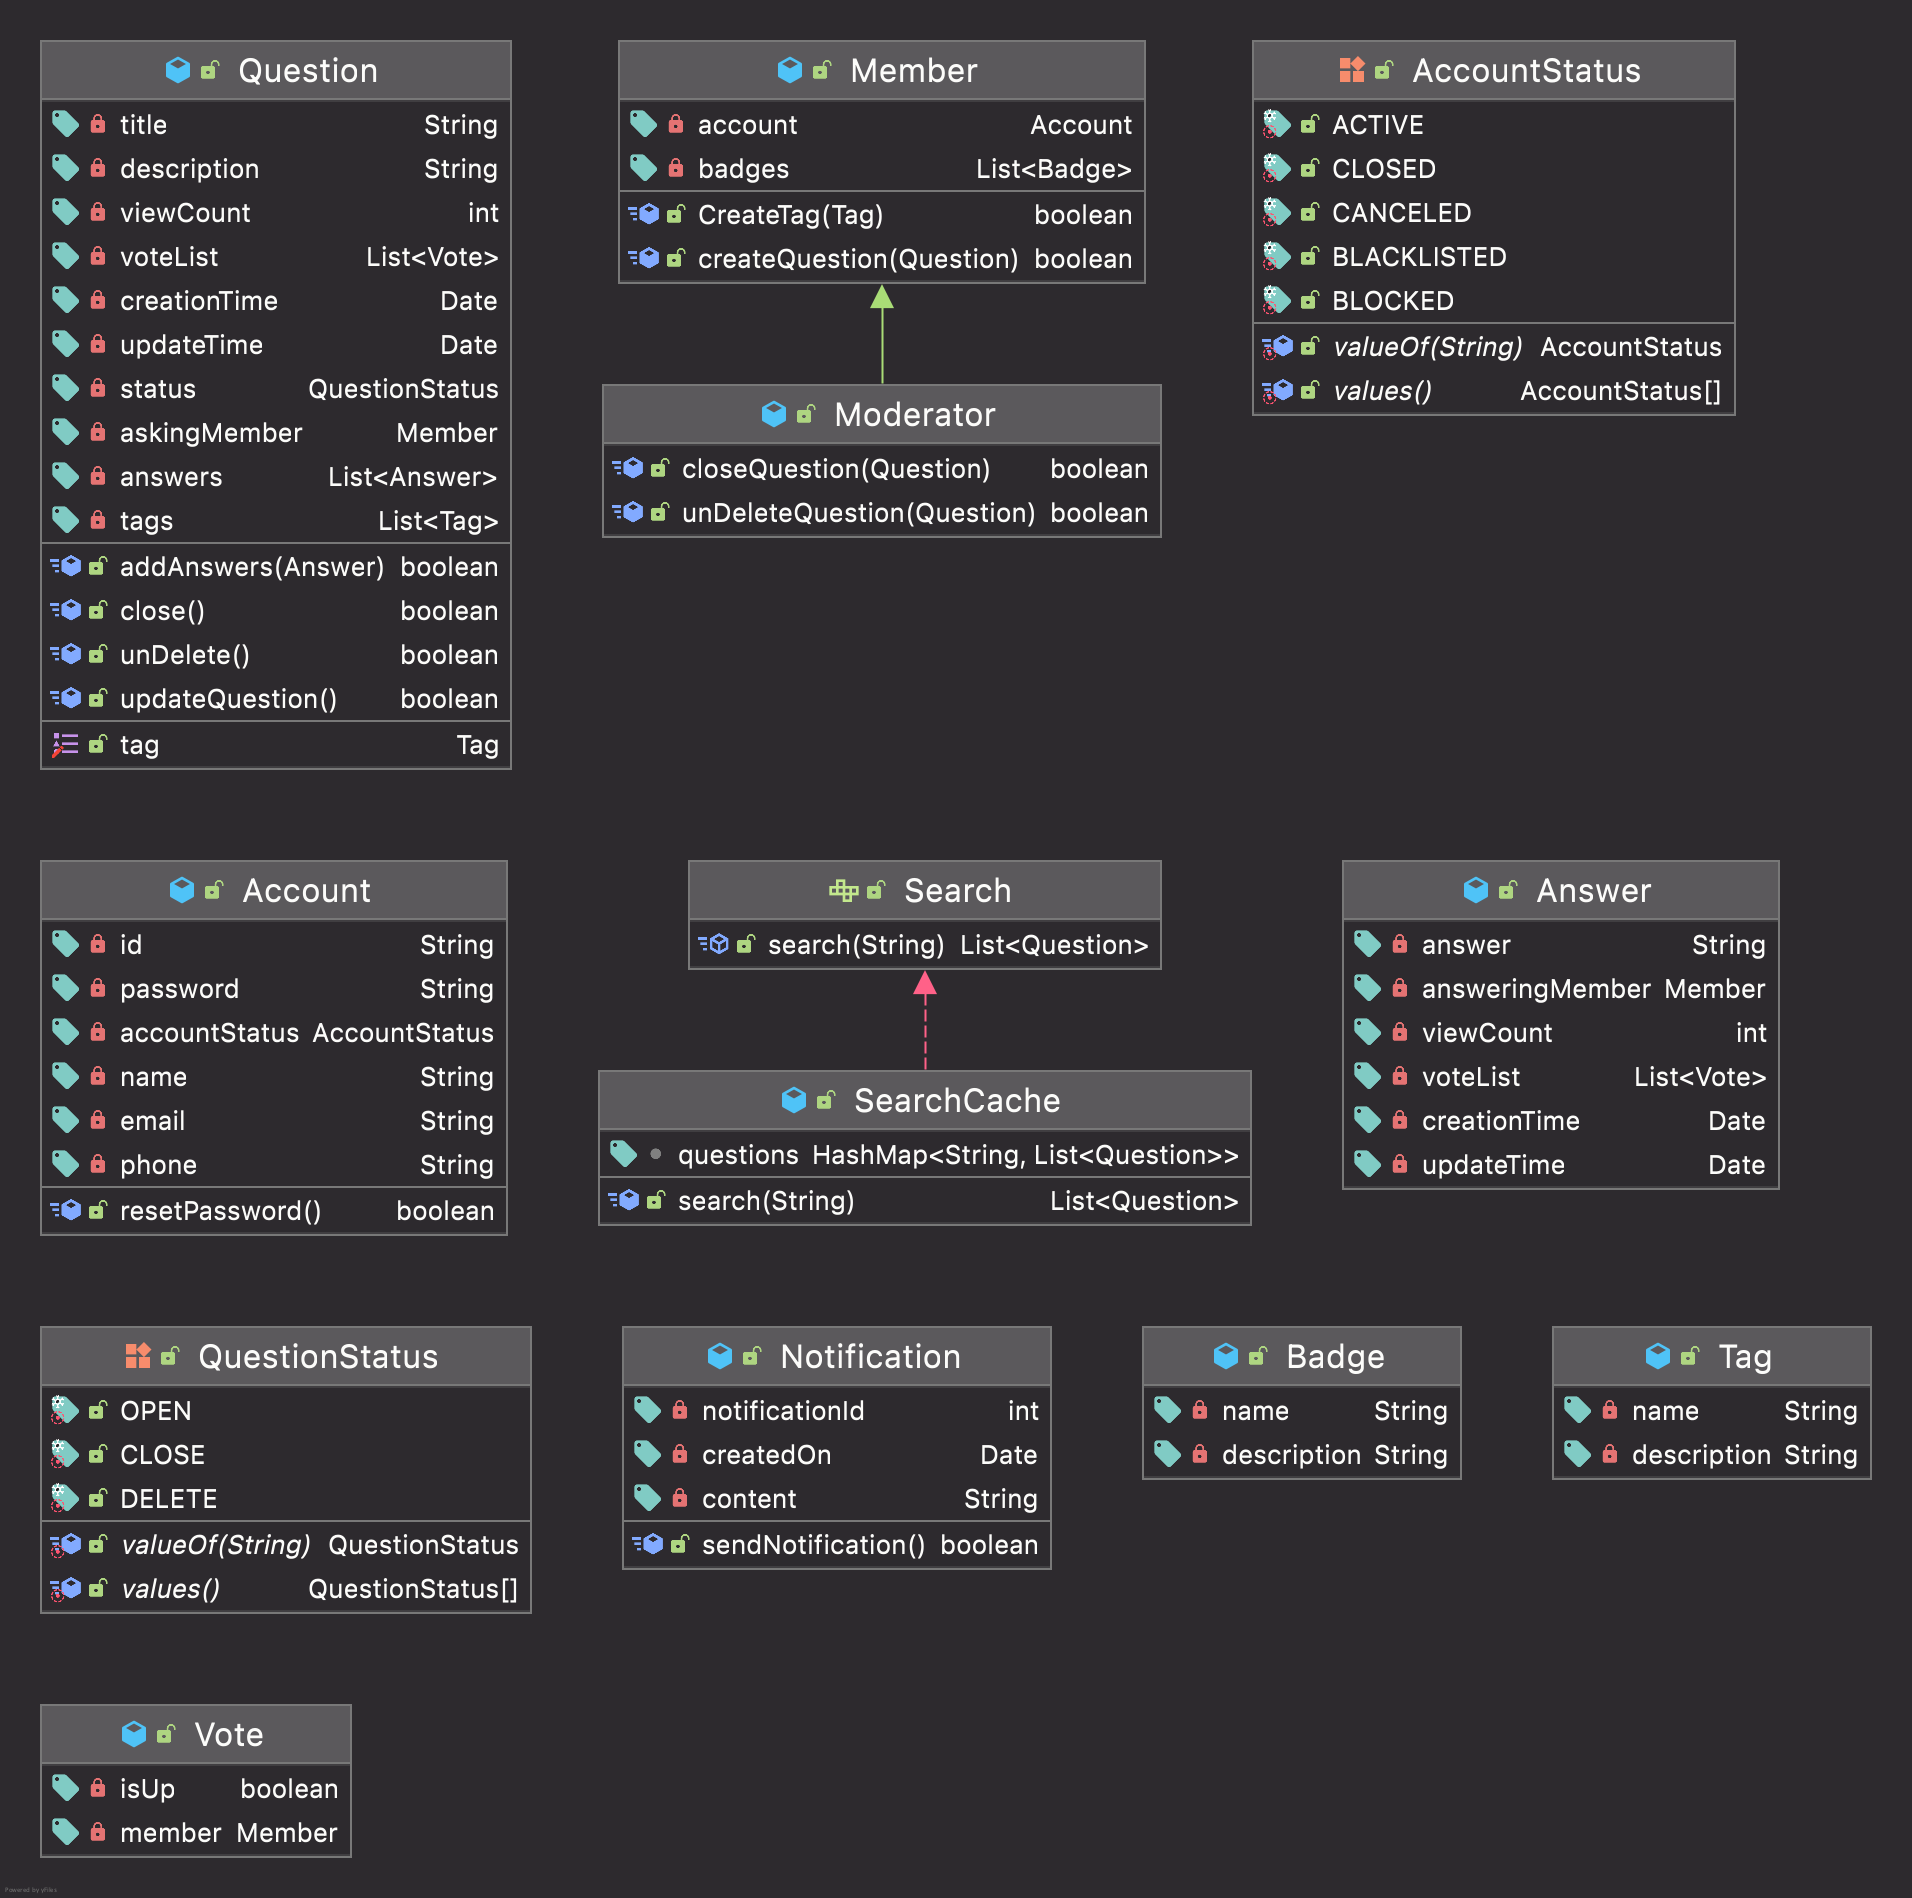 Question
title String
description String
viewCount int
voteList List<Vote>
creationTime Date
updateTime Date
status QuestionStatus
askingMember Member
answers List<Answer>
tags List<Tag>
addAnswers(Answer) boolean
close() boolean
unDelete() boolean
updateQuestion() boolean
tag Tag
Member
account Account
badges List<Badge>
CreateTag(Tag) boolean
createQuestion(Question) boolean
Moderator
closeQuestion(Question) boolean
unDeleteQuestion(Question) boolean
AccountStatus
ACTIVE
CLOSED
CANCELED
BLACKLISTED
BLOCKED
valueOf(String) AccountStatus
values() AccountStatus[]
Account
id String
password String
accountStatus AccountStatus
name String
email String
phone String
resetPassword() boolean
Search
search(String) List<Question>
SearchCache
questions HashMap<String, List<Question>>
search(String) List<Question>
Answer
answer String
answeringMember Member
viewCount int
voteList List<Vote>
creationTime Date
updateTime Date
QuestionStatus
OPEN
CLOSE
DELETE
valueOf(String) QuestionStatus
values() QuestionStatus[]
Notification
notificationId int
createdOn Date
content String
sendNotification() boolean
Badge
name String
description String
Tag
name String
description String
Vote
isUp boolean
member Member
Powered by yFiles